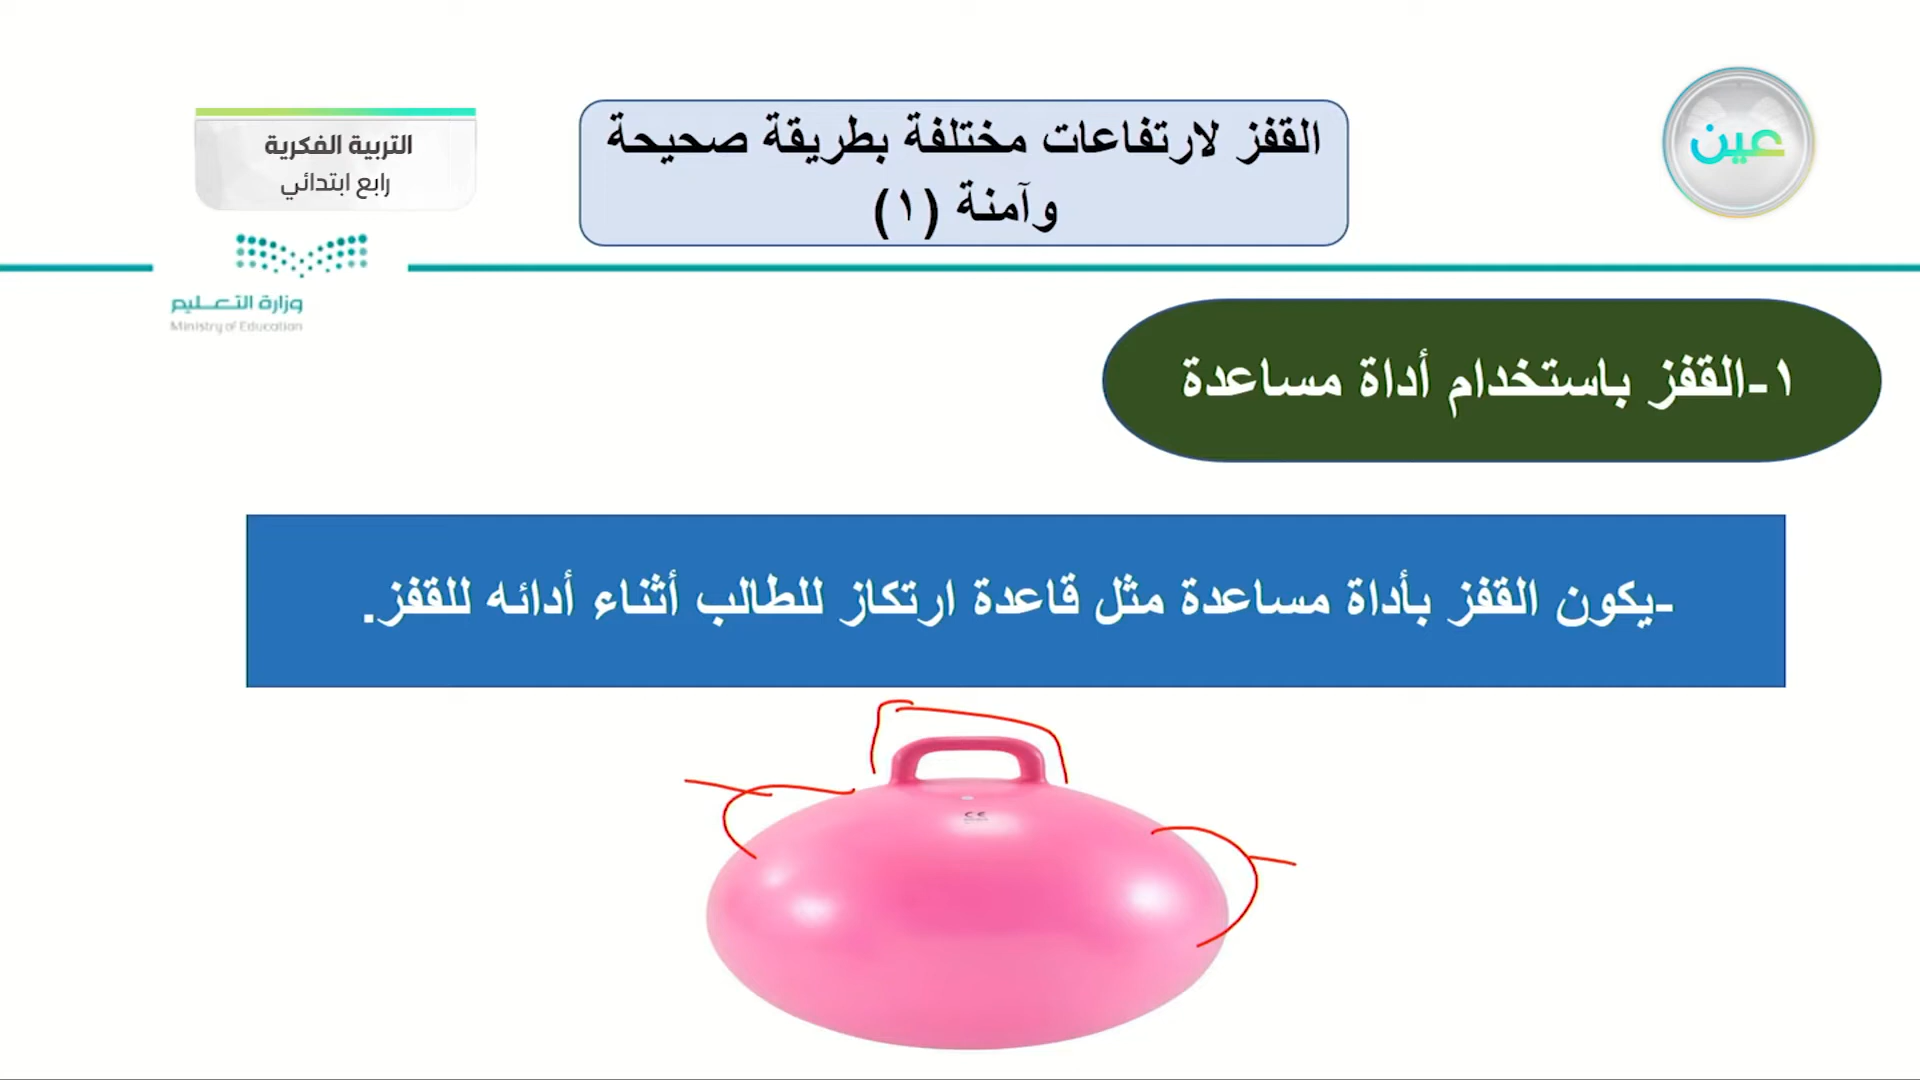 عين
القفز لارتفاعات مختلفة بطريقة صحيحة
وآمنة (١)
التربية الفكرية
رابع ابتدائي
وزارة التعليم
Ministry of Education
١-القفز باستخدام أداة مساعدة
-يكون القفز بأداة مساعدة مثل قاعدة ارتكاز للطالب أثناء أدائه للقفز.
CE